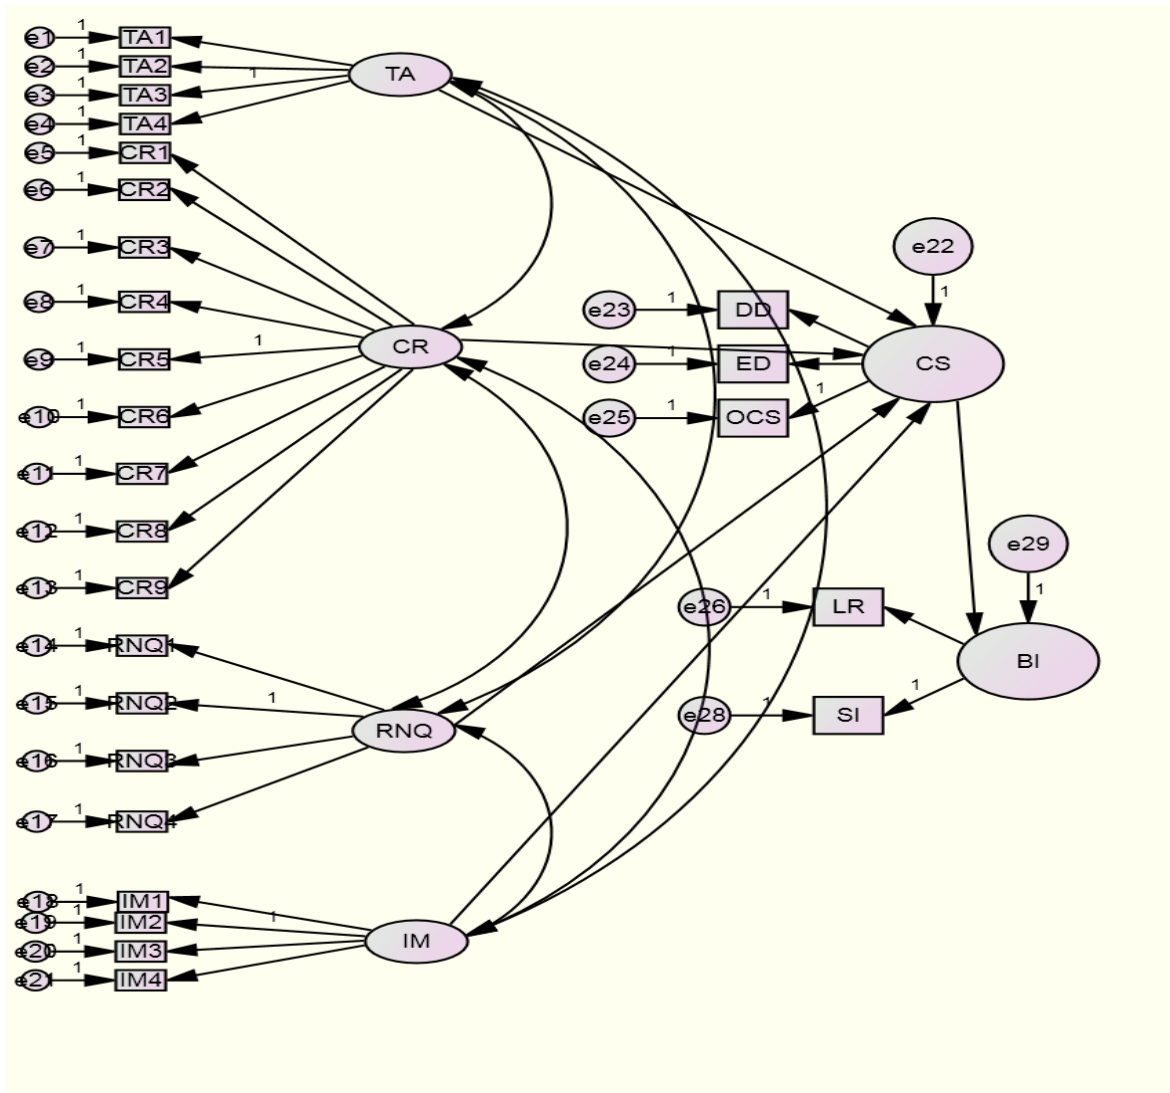 e1 1 TA1
e2 1 TA2
e3 1 TA3
e4 1 TA4
1
TA
e5 1 CR1
e6 1 CR2
e7 1 CR3
e8 1 CR4
e9 1 CR5
e10 1 CR6
e11 1 CR7
e12 1 CR8
e13 1 CR9
1
CR
e14 1 RNQ1
e15 1 RNQ2
e16 1 RNQ3
e17 1 RNQ4
1
RNQ
e18 1 IM1
e19 1 IM2
e20 1 IM3
e21 1 IM4
1
IM
e22
1
e23 1 DD
e24 1 ED
e25 1 OCS
1
CS
e29
1
e26 1 LR
e28 1 SI
1
BI